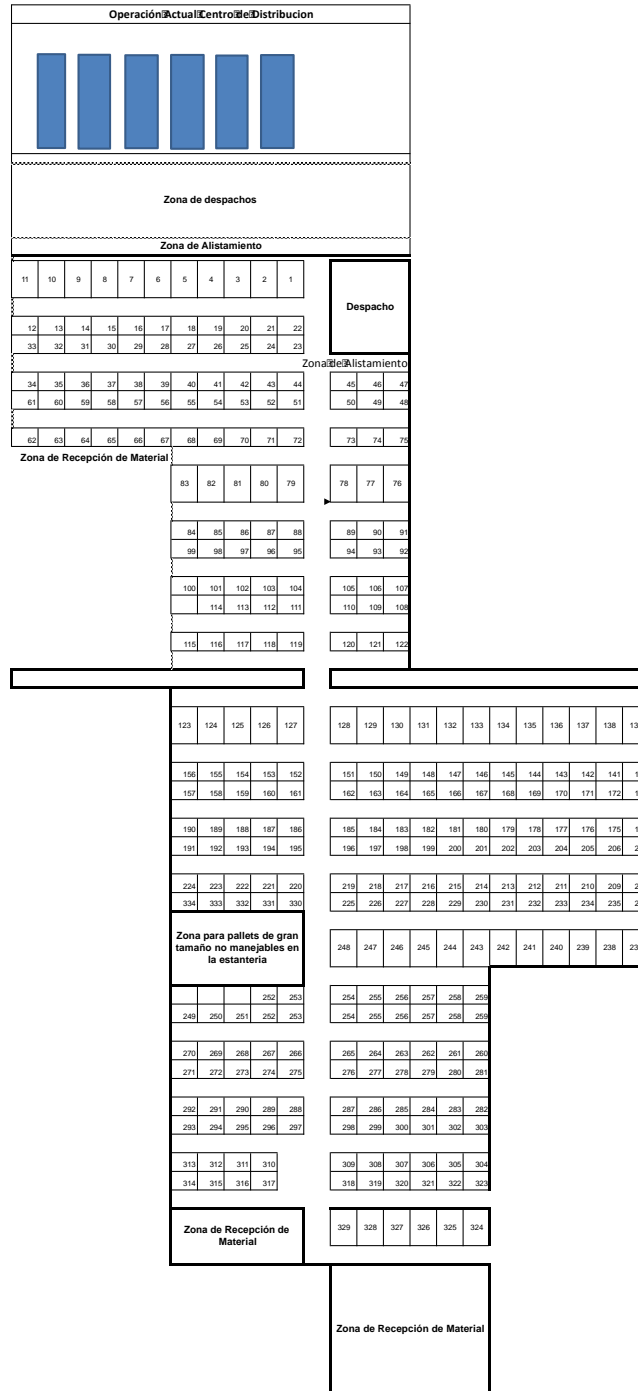 Operación Actual Centro de Distribucion
Zona de despachos
Zona de Alistamiento
11 10 9 8 7 6 5 4 3 2 1
Despacho
12 13 14 15 16 17 18 19 20 21 22
33 32 31 30 29 28 27 26 25 24 23
Zona de Alistamiento
34 35 36 37 38 39 40 41 42 43 44 45 46 47
61 60 59 58 57 56 55 54 53 52 51 50 49 48
62 63 64 65 66 67 68 69 70 71 72 73 74 75
Zona de Recepción de Material
83 82 81 80 79 78 77 76
84 85 86 87 88 89 90 91
99 98 97 96 95 94 93 92
100 101 102 103 104 105 106 107
114 113 112 111 110 109 108
115 116 117 118 119 120 121 122
123 124 125 126 127 128 129 130 131 132 133 134 135 136 137 138
156 155 154 153 152 151 150 149 148 147 146 145 144 143 142 141
157 158 159 160 161 162 163 164 165 166 167 168 169 170 171 172
190 189 188 187 186 185 184 183 182 181 180 179 178 177 176 175
191 192 193 194 195 196 197 198 199 200 201 202 203 204 205 206
224 223 222 221 220 219 218 217 216 215 214 213 212 211 210 209
334 333 332 331 330 225 226 227 228 229 230 231 232 233 234 235
Zona para pallets de gran
tamaño no manejables en
la estanteria
248 247 246 245 244 243 242 241 240 239 238
252 253 254 255 256 257 258 259
249 250 251 252 253 254 255 256 257 258 259
270 269 268 267 266 265 264 263 262 261 260
271 272 273 274 275 276 277 278 279 280 281
292 291 290 289 288 287 286 285 284 283 282
293 294 295 296 297 298 299 300 301 302 303
313 312 311 310 309 308 307 306 305 304
314 315 316 317 318 319 320 321 322 323
Zona de Recepción de
Material
329 328 327 326 325 324
Zona de Recepción de Material